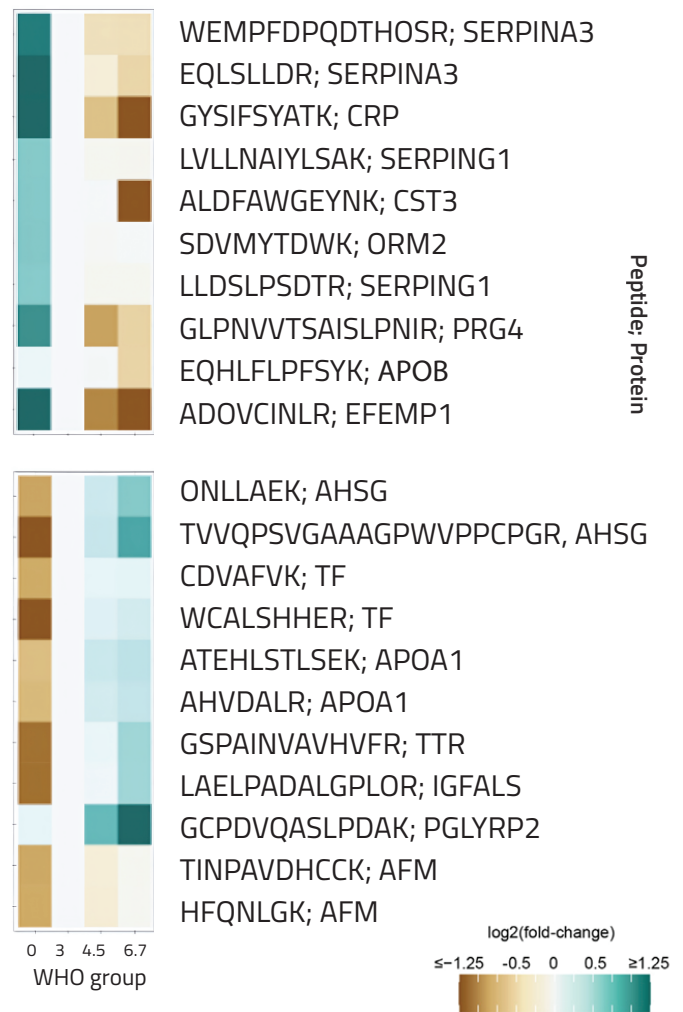 WEMPFDPQDTHOSR; SERPINA3
EQLSLLDR; SERPINA3
GYSIFSYATK; CRP
LVLLNAIYLSAK; SERPING1
ALDFAWGEYNK; CST3
SDVMYTDWK; ORM2
LLDSLPSDTR; SERPING1
GLPNVVTSAISLPNIR; PRG4
EQHLFLPFSYK; APOB
ADOVCINLR; EFEMP1
Peptide; Protein
ONLLAEK; AHSG
TVVQPSVGAAAGPWVPPCPGR, AHSG
CDVAFVK; TF
WCALSHHER; TF
ATEHLSTLSEK; APOA1
AHVDALR; APOA1
GSPAINVAVHVFR; TTR
LAELPADALGPLOR; IGFALS
GCPDVQASLPDAK; PGLYRP2
TINPAVDHCCK; AFM
HFQNLGK; AFM
0 3 4.5 6.7
WHO group
log2(fold-change)
≤−1.25 -0.5 0 0.5 ≥1.25